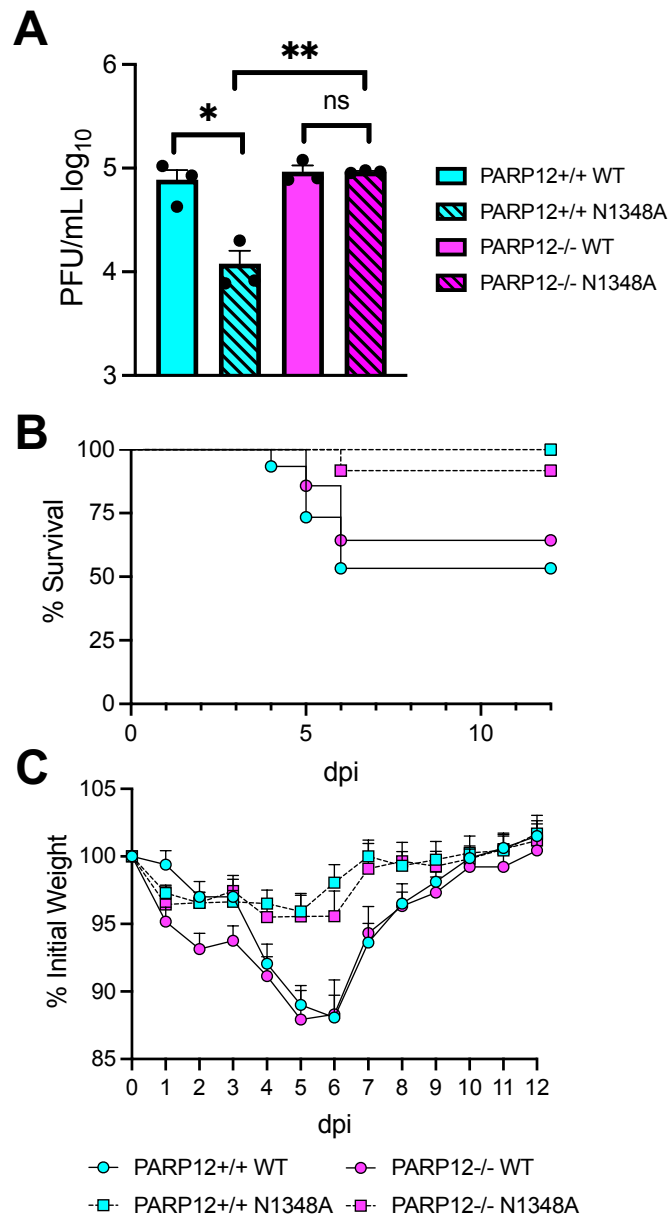 A
**
*
ns
6
5
4
3
PFU/mL log10
PARP12+/+ WT
PARP12+/+ N1348A
PARP12-/- WT
PARP12-/- N1348A
B
100
75
50
25
0
% Survival
0 5 10
dpi
C
105
100
95
90
85
% Initial Weight
0 1 2 3 4 5 6 7 8 9 10 11 12
dpi
PARP12+/+ WT PARP12-/- WT
PARP12+/+ N1348A PARP12-/- N1348A